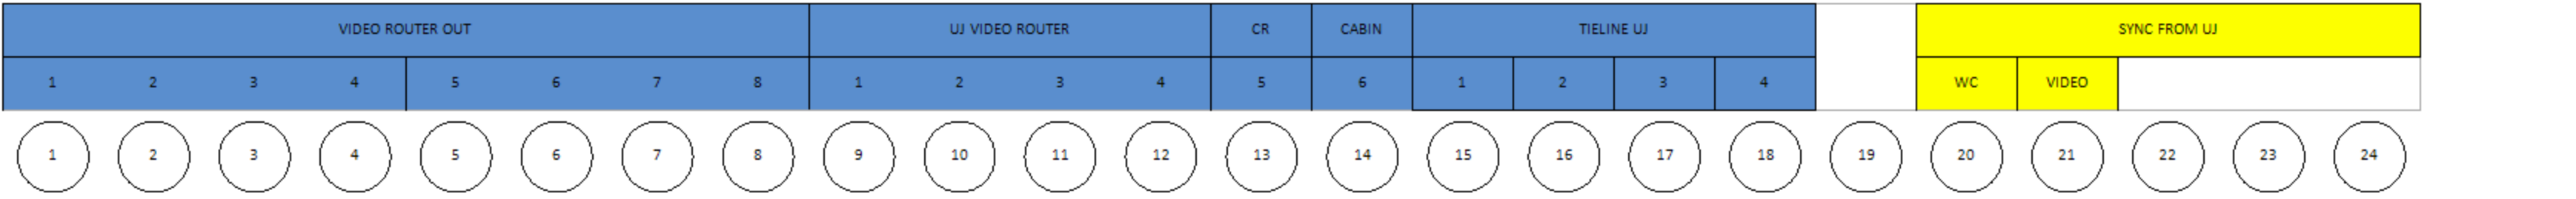 VIDEO ROUTER OUT UJ VIDEO ROUTER CR CABIN TIELINE UJ SYNC FROM UJ
1 2 3 4 5 6 7 8 1 2 3 4 5 6 1 2 3 4 WC VIDEO
1 2 3 4 5 6 7 8 9 10 11 12 13 14 15 16 17 18 19 20 21 22 23 24